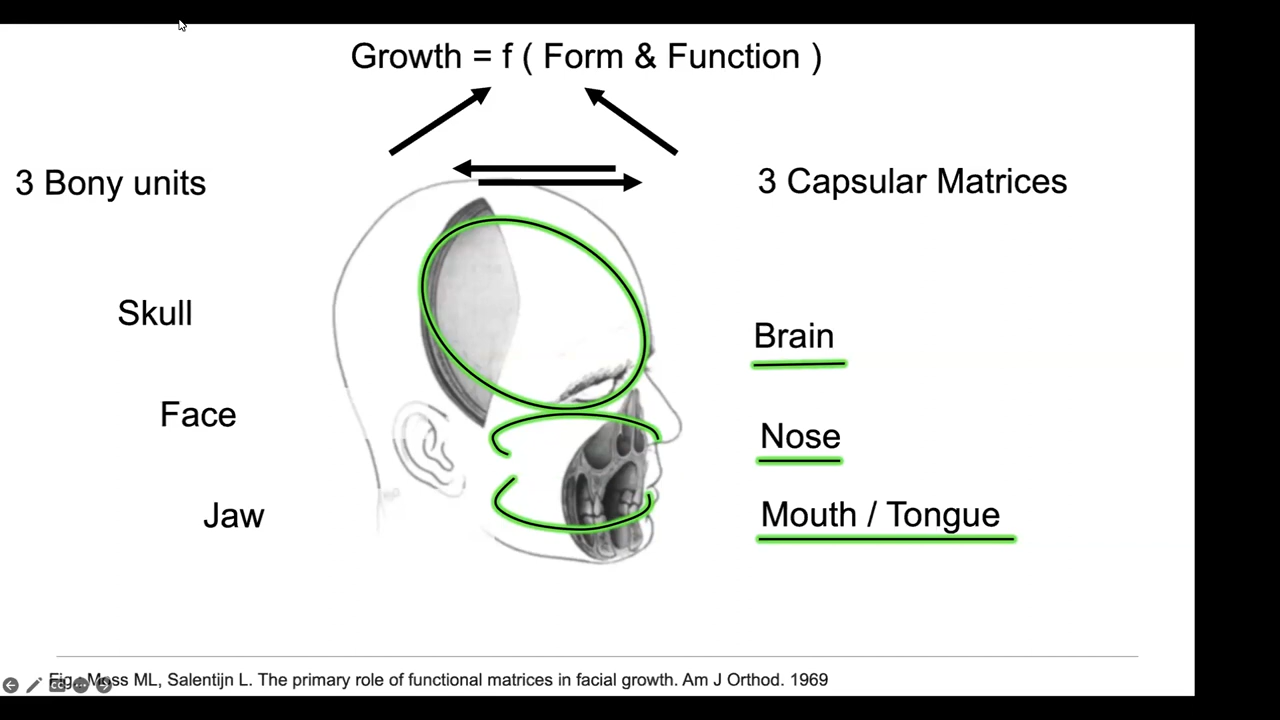 Growth = f ( Form & Function )
3 Bony units
3 Capsular Matrices
Skull
Brain
Face
Nose
Jaw
Mouth / Tongue
Fig.. Moss ML, Salentijn L. The primary role of functional matrices in facial growth. Am J Orthod. 1969